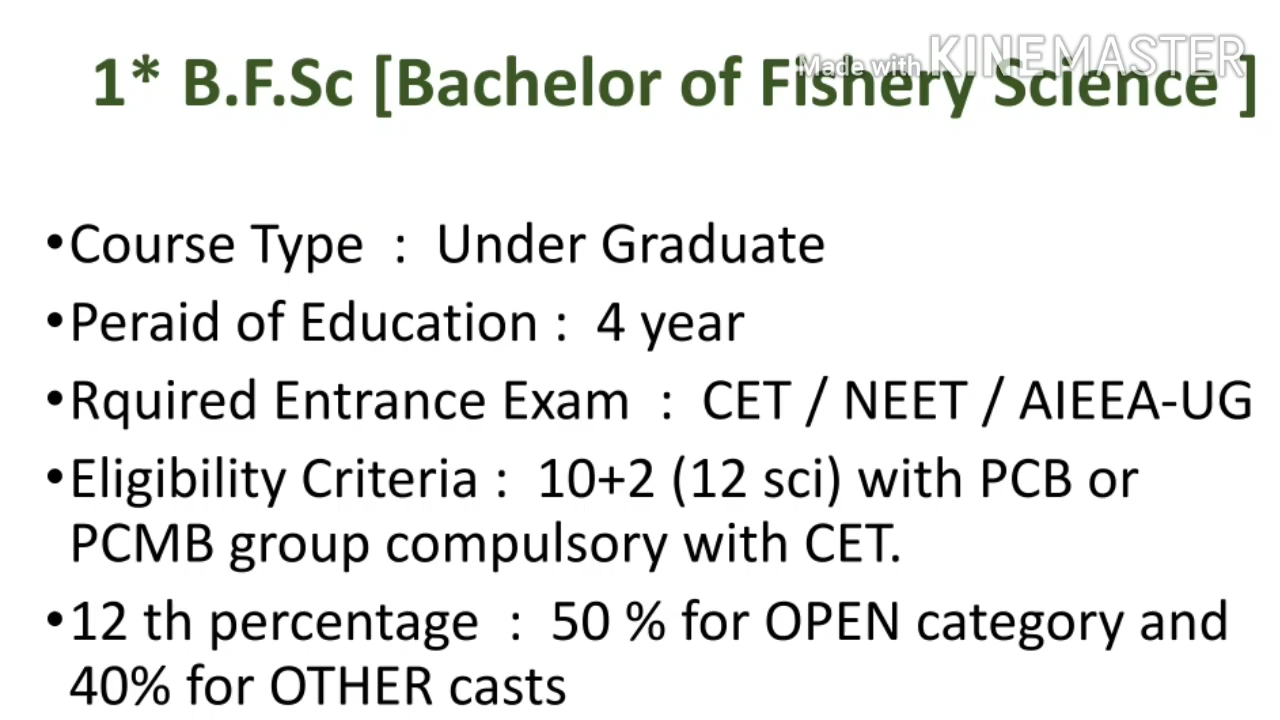 Made with KINEMASTER
1* B.F.Sc [Bachelor of Fishery Science ]
•Course Type : Under Graduate
•Peraid of Education : 4 year
•Rquired Entrance Exam : CET / NEET / AIEEA-UG
•Eligibility Criteria : 10+2 (12 sci) with PCB or
PCMB group compulsory with CET.
•12 th percentage : 50 % for OPEN category and
40% for OTHER casts